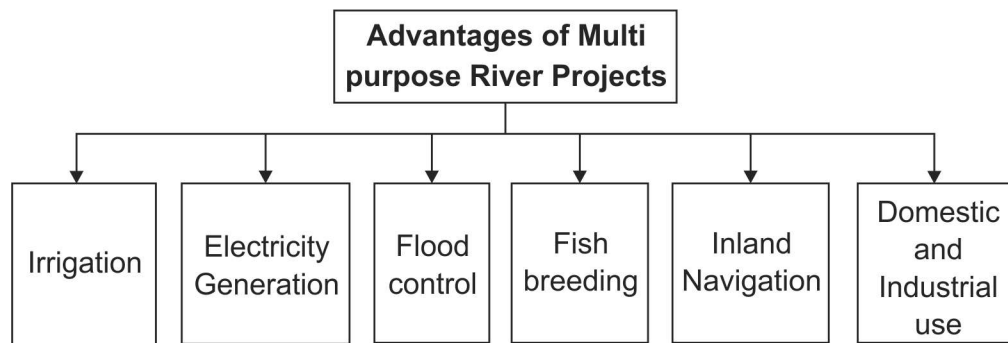 Advantages of Multi
purpose River Projects
Irrigation
Electricity
Generation
Flood
control
Fish
breeding
Inland
Navigation
Domestic
and
Industrial
use